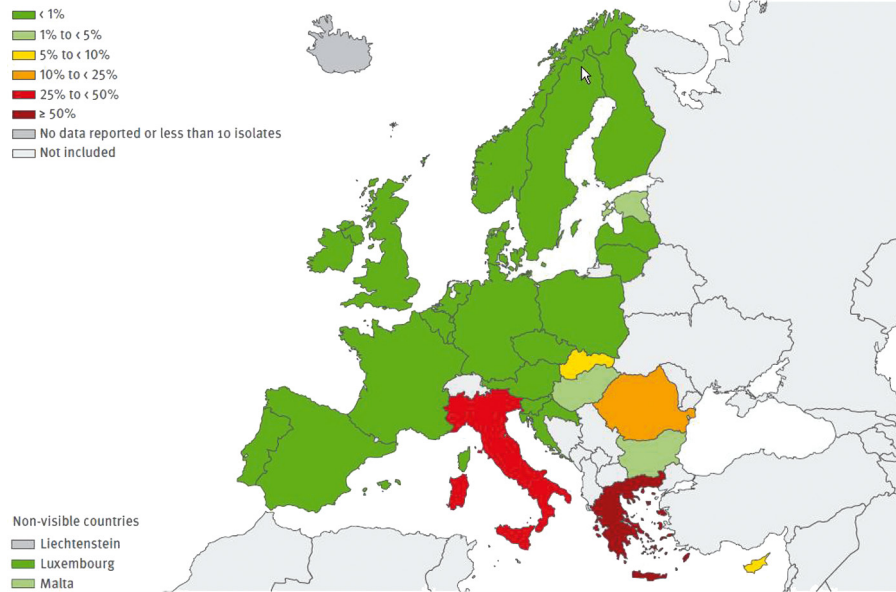 < 1%
1% to < 5%
5% to < 10%
10% to < 25%
25% to < 50%
≥ 50%
No data reported or less than 10 isolates
Not included
Non-visible countries
Liechtenstein
Luxembourg
Malta